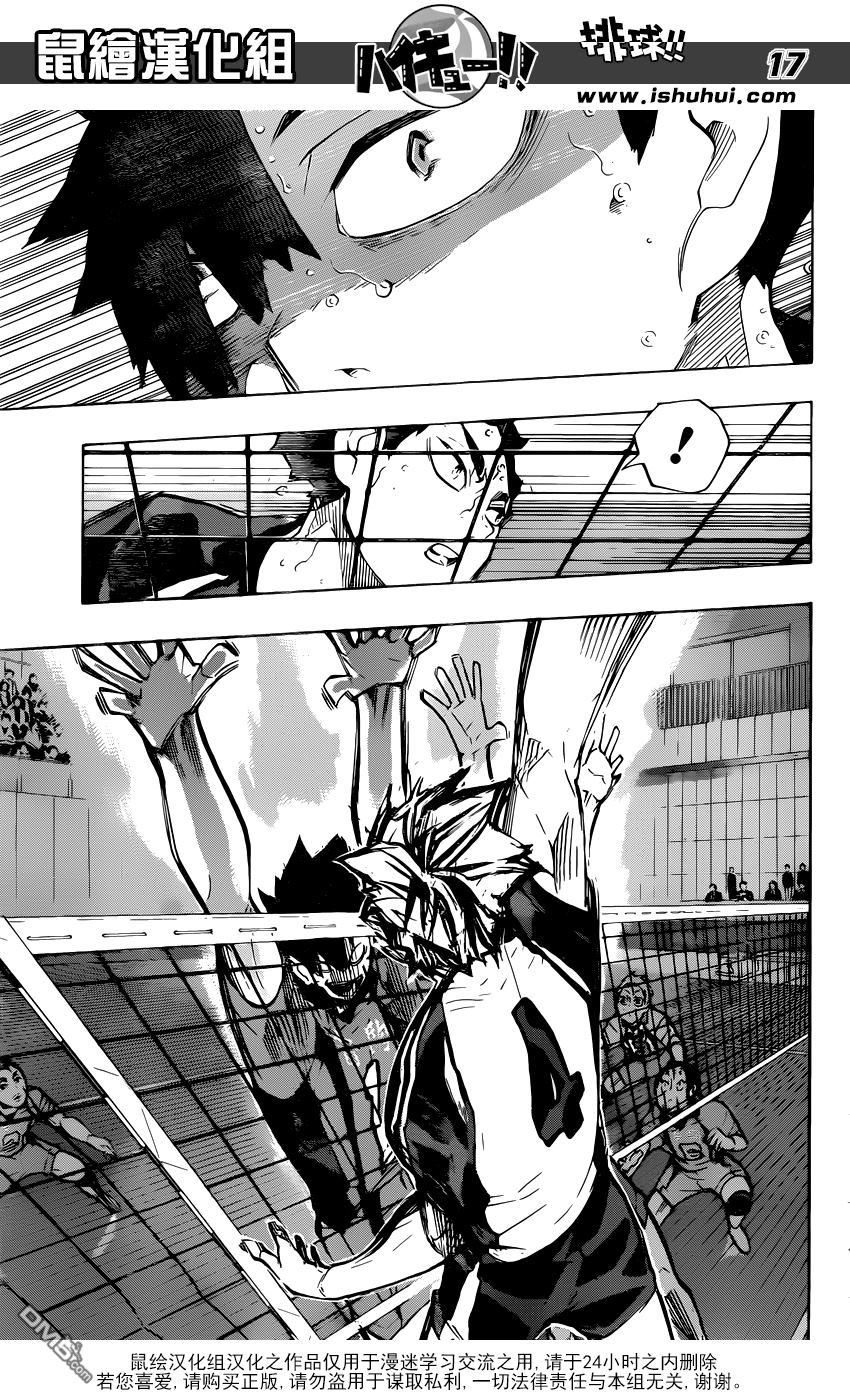 鼠繪漢化組
ハイキュー!!
排球!!
17
www.ishuhui.com
!
4
DMB
鼠绘汉化组汉化之作品仅用于漫迷学习交流之用, 请于24小时之内删除
若您喜爱, 请购买正版, 请勿盗用于谋取私利, 一切法律责任与本组无关, 谢谢。